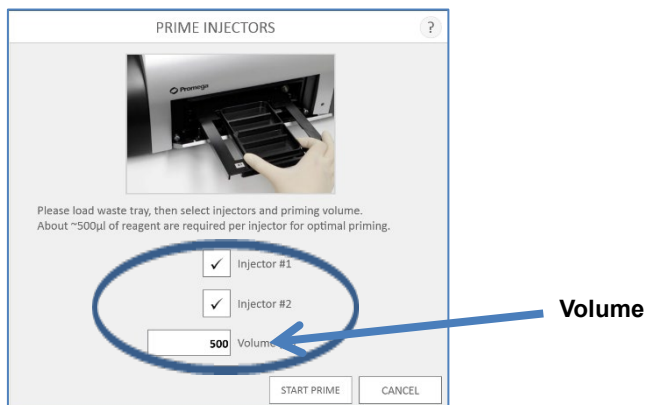 PRIME INJECTORS
?
Promega
Please load waste tray, then select injectors and priming volume.
About ~500µl of reagent are required per injector for optimal priming.
Injector #1
Injector #2
500 Volume
Volume
START PRIME
CANCEL